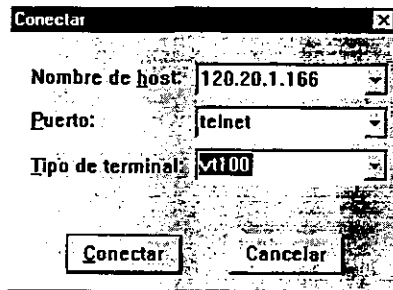 Conectar
Nombre de host: 120.20.1.166
Puerto: telnet
Tipo de terminal: vt100
Conectar Cancelar